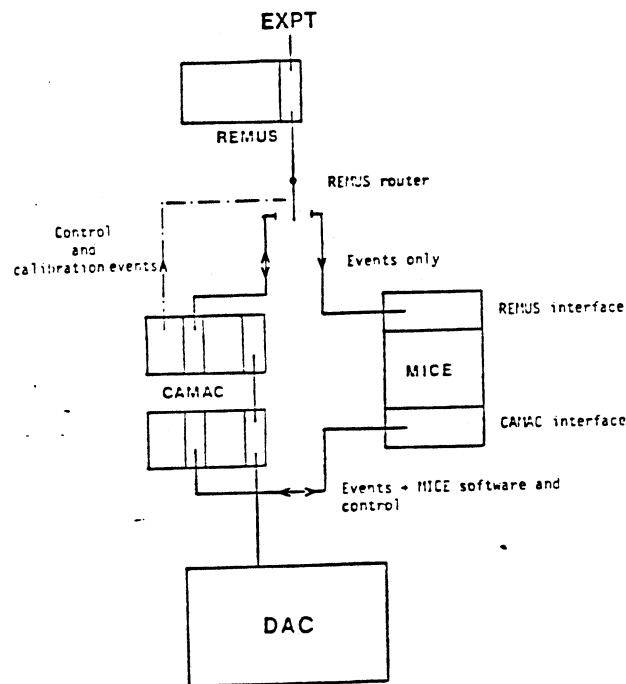 EXPT
REMUS
REMUS router
Control
and
calibration events
Events only
REMUS interface
MICE
CAMAC
CAMAC interface
Events + MICE software and
control
DAC